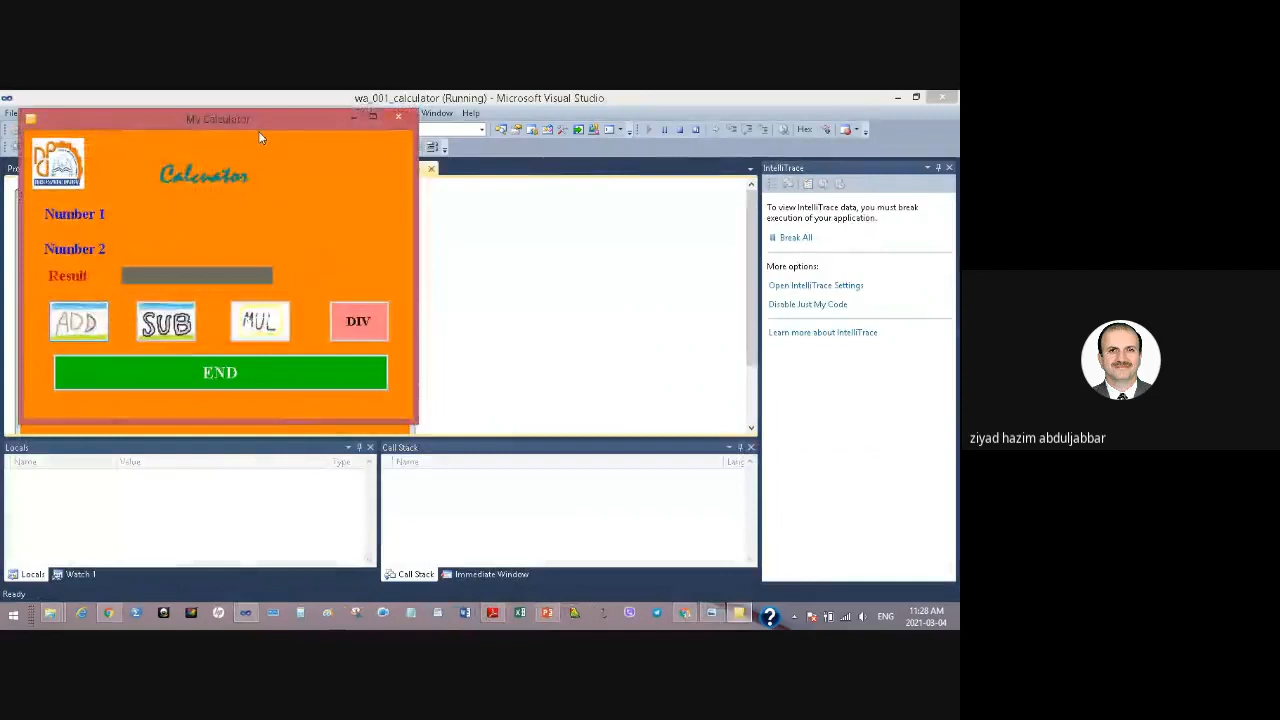 wa_001_calculator (Running) - Microsoft Visual Studio
File
Window
Help
My Calculator
Hex
Calculator
Number 1
Number 2
Result
ADD
SUB
MUL
DIV
END
IntelliTrace
To view IntelliTrace data, you must break
execution of your application.
Break All
More options:
Open IntelliTrace Settings
Disable Just My Code
Learn more about IntelliTrace
Locals
Name
Value
Type
Call Stack
Name
Lang
Locals
Watch 1
Call Stack
Immediate Window
Ready
ENG
11:28 AM
2021-03-04
ziyad hazim abduljabbar